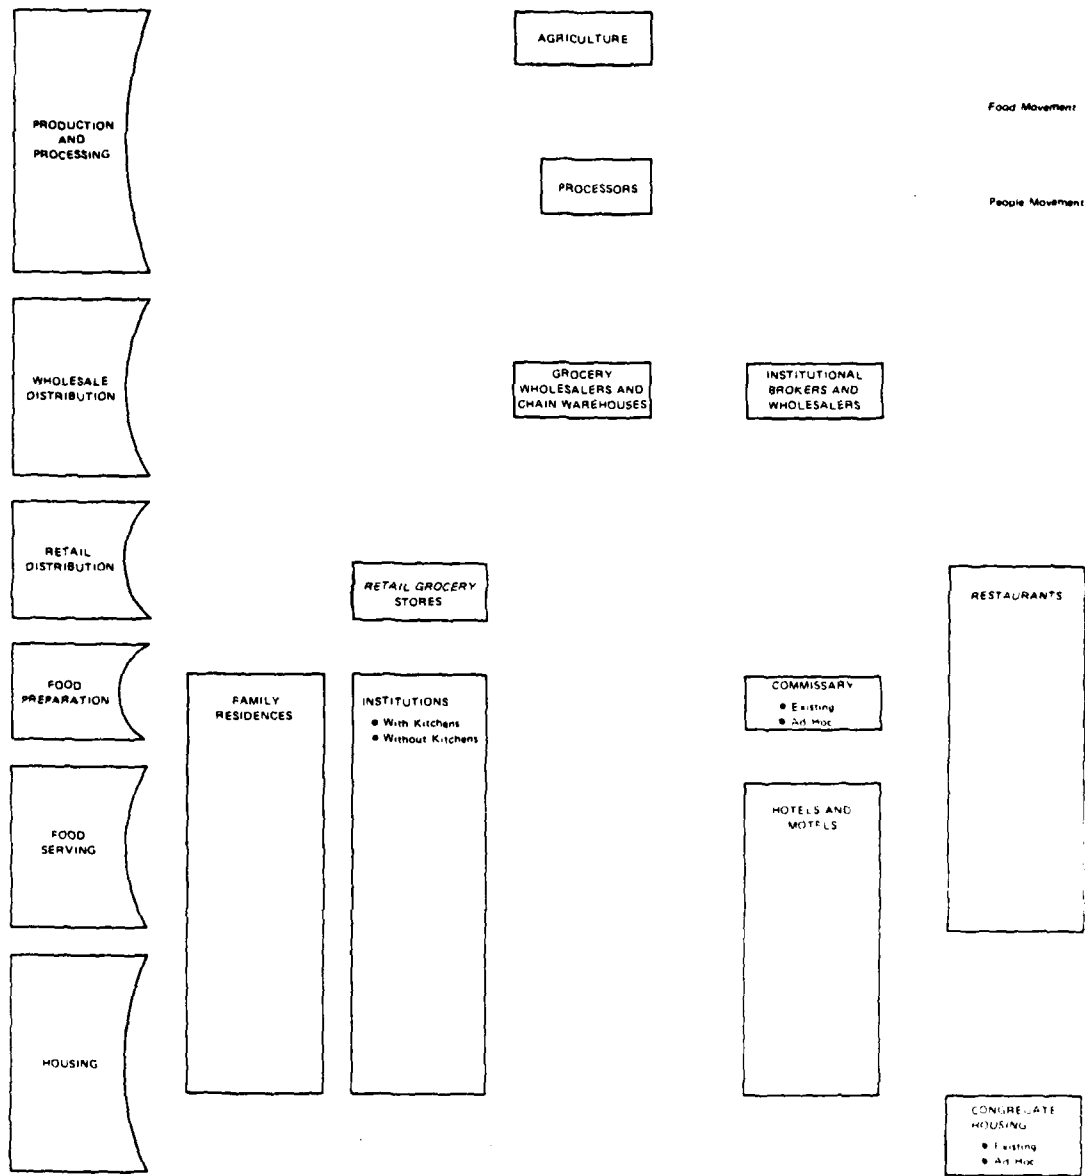 AGRICULTURE
Food Movement
PRODUCTION
AND
PROCESSING
PROCESSORS
People Movement
WHOLESALE
DISTRIBUTION
GROCERY
WHOLESALERS AND
CHAIN WAREHOUSES
INSTITUTIONAL
BROKERS AND
WHOLESALERS
RETAIL
DISTRIBUTION
RETAIL GROCERY
STORES
RESTAURANTS
FOOD
PREPARATION
FAMILY
RESIDENCES
INSTITUTIONS
• With Kitchens
• Without Kitchens
COMMISSARY
• Existing
• Ad Hoc
FOOD
SERVING
HOTELS AND
MOTELS
HOUSING
CONGREGATE
HOUSING
• Existing
• Ad Hoc